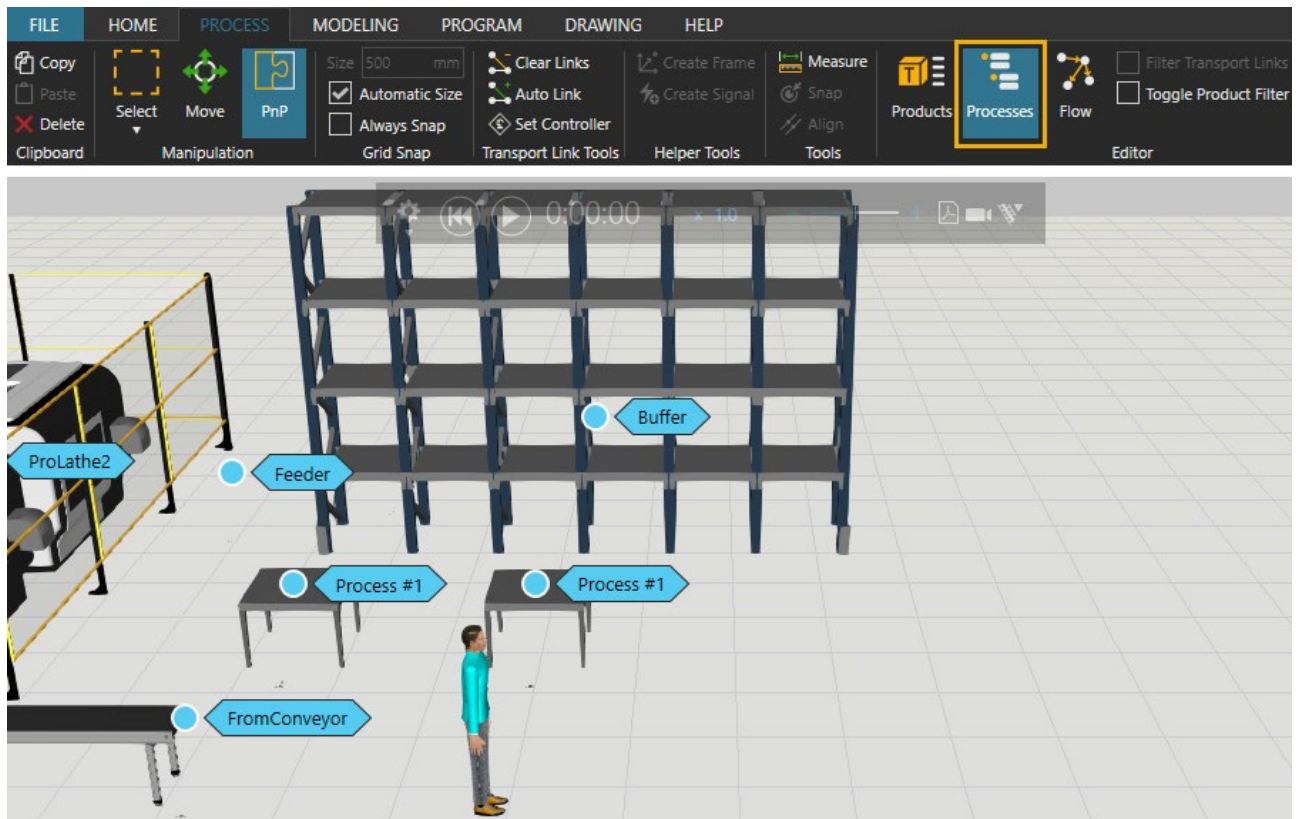 FILE HOME PROCESS MODELING PROGRAM DRAWING HELP
Copy
Paste
Delete
Clipboard
Select
Move
PnP
Manipulation
Size 500 mm
Automatic Size
Always Snap
Grid Snap
Clear Links
Auto Link
Set Controller
Transport Link Tools
Create Frame
Create Signal
Helper Tools
Measure
Snap
Align
Tools
Products
Processes
Flow
Filter Transport Links
Toggle Product Filter
Editor
0:00:00
x 1.0
Buffer
ProLathe2
Feeder
Process #1
Process #1
FromConveyor